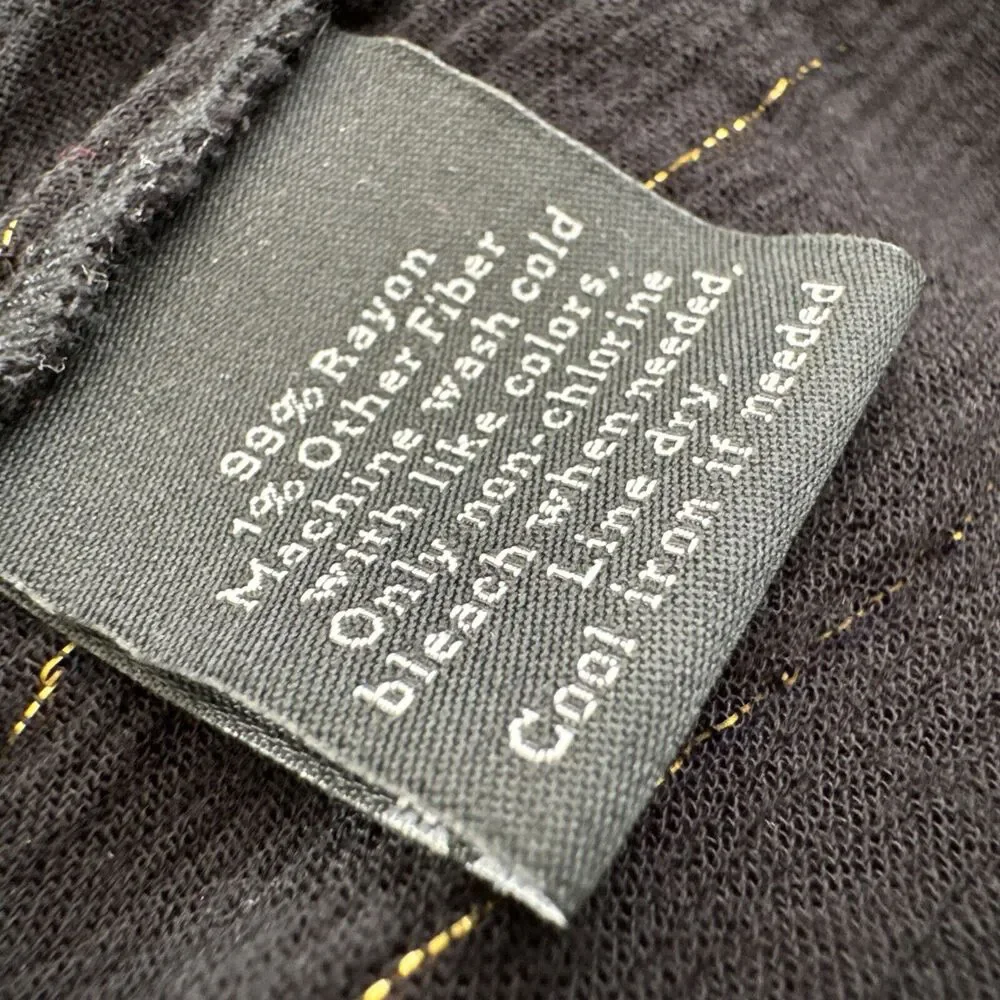 99% Rayon
1% Other Fiber
Machine wash cold
with like colors.
Only non-chlorine
bleach when needed.
Line dry,
Cool iron if needed